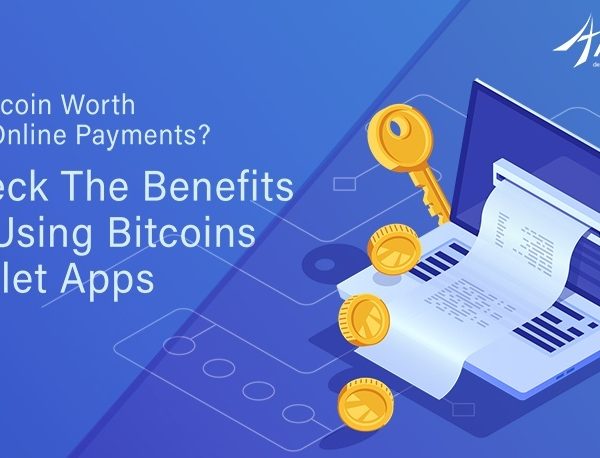 coin Worth
Online Payments?
eck The Benefits
Using Bitcoins
let Apps